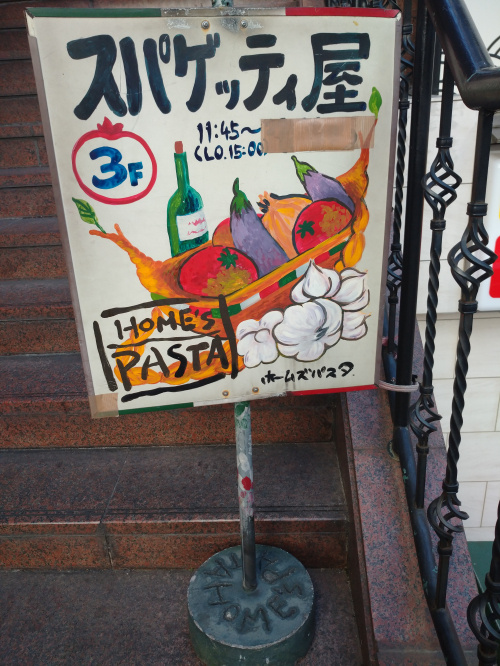 スパゲッティ屋
11:45～
(L.O.15:00)
3F
HOME'S
PASTA
ホームズパスタ